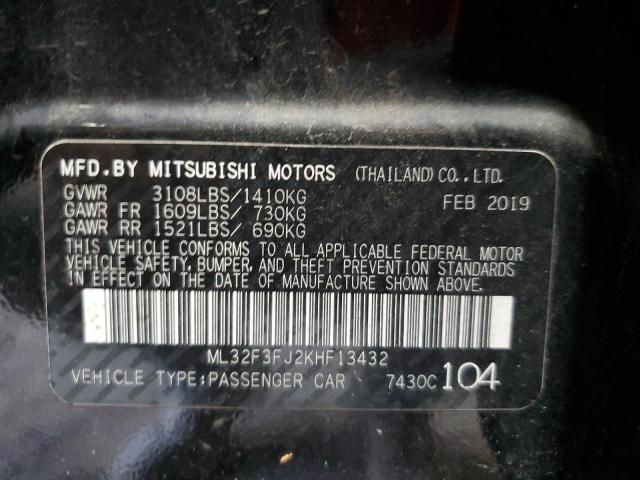 MFD.BY MITSUBISHI MOTORS (THAILAND)CO.,LTD.
GVWR 3108LBS/1410KG FEB 2019
GAWR FR 1609LBS/ 730KG
GAWR RR 1521LBS/ 690KG
THIS VEHICLE CONFORMS TO ALL APPLICABLE FEDERAL MOTOR
VEHICLE SAFETY, BUMPER, AND THEFT PREVENTION STANDARDS
IN EFFECT ON THE DATE OF MANUFACTURE SHOWN ABOVE.
ML32F3FJ2KHF13432
VEHICLE TYPE:PASSENGER CAR 7430C 104